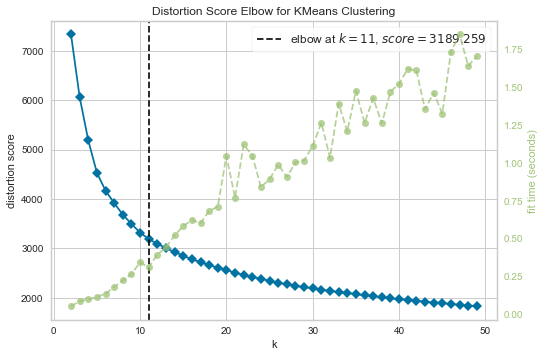 Distortion Score Elbow for KMeans Clustering
elbow at k = 11, score = 3189.259
distortion score
7000
6000
5000
4000
3000
2000
fit time (seconds)
1.75
1.50
1.25
1.00
0.75
0.50
0.25
0.00
0 10 20 30 40 50
k